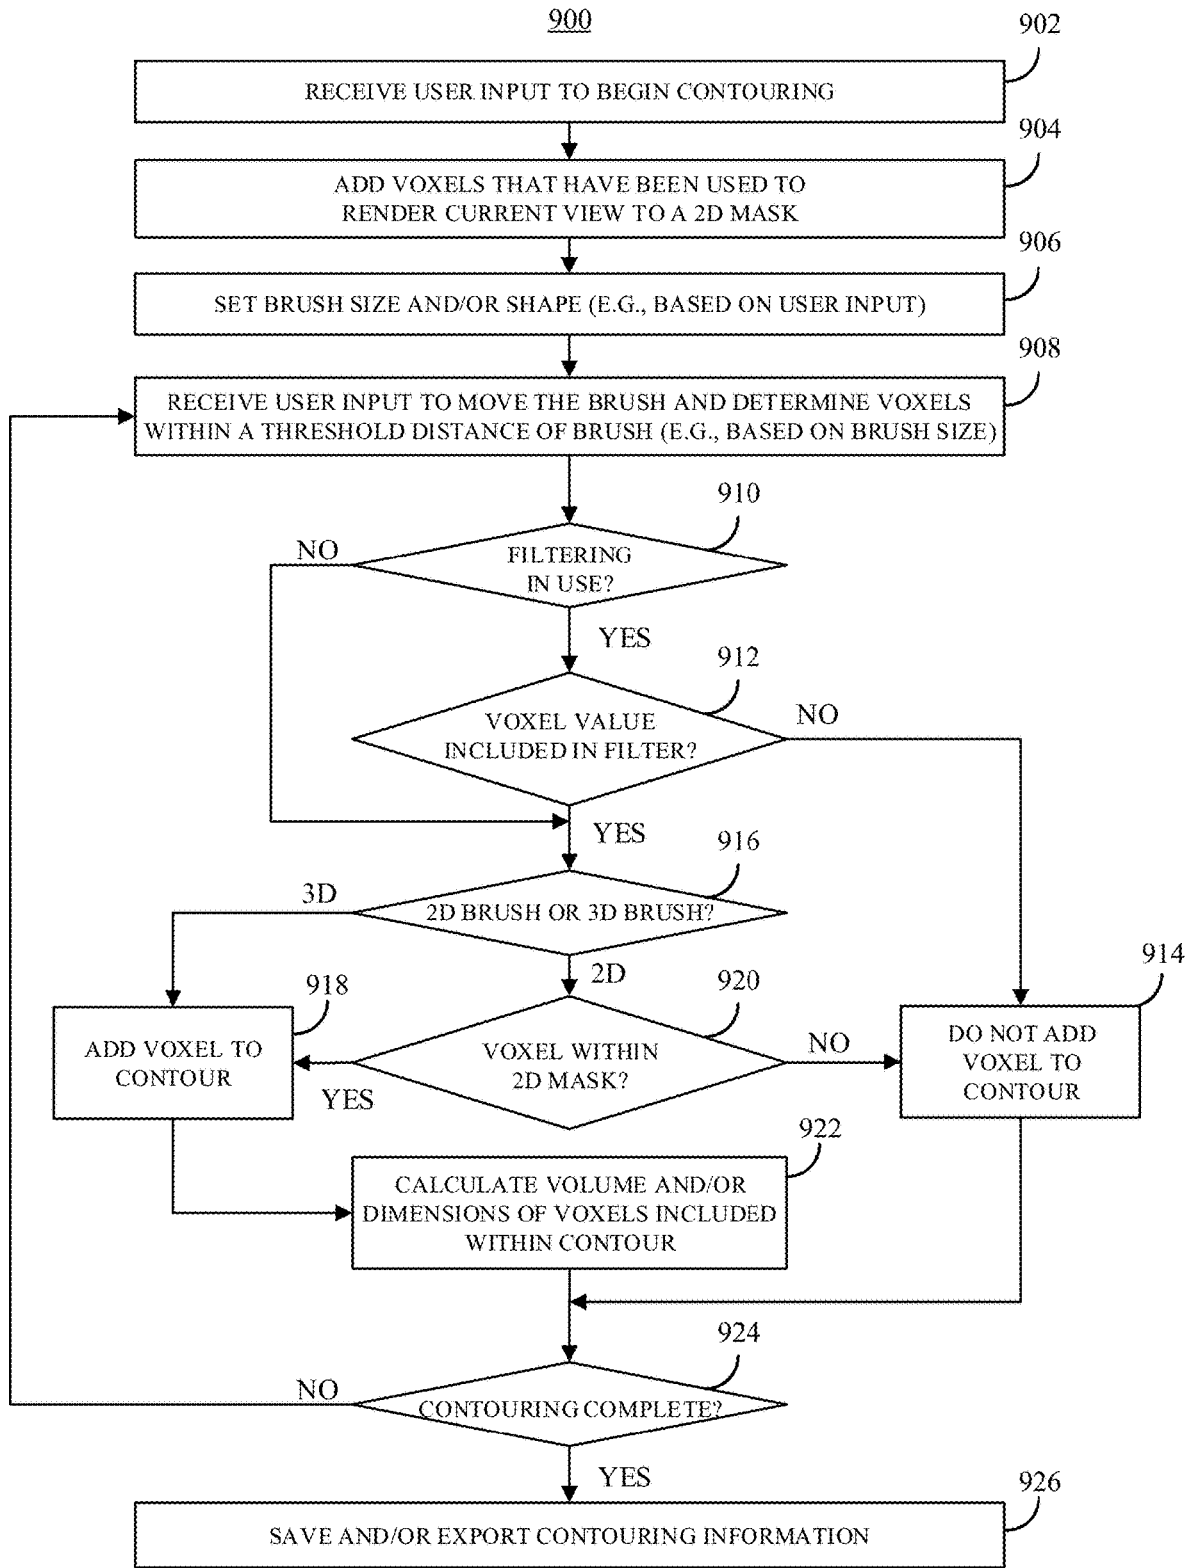 900
902
RECEIVE USER INPUT TO BEGIN CONTOURING
904
ADD VOXELS THAT HAVE BEEN USED TO
RENDER CURRENT VIEW TO A 2D MASK
906
SET BRUSH SIZE AND/OR SHAPE (E.G., BASED ON USER INPUT)
908
RECEIVE USER INPUT TO MOVE THE BRUSH AND DETERMINE VOXELS
WITHIN A THRESHOLD DISTANCE OF BRUSH (E.G., BASED ON BRUSH SIZE)
910
NO
FILTERING
IN USE?
YES
912
VOXEL VALUE
INCLUDED IN FILTER?
NO
YES
916
3D
2D BRUSH OR 3D BRUSH?
2D
918
ADD VOXEL TO
CONTOUR
920
VOXEL WITHIN
2D MASK?
YES
NO
914
DO NOT ADD
VOXEL TO
CONTOUR
922
CALCULATE VOLUME AND/OR
DIMENSIONS OF VOXELS INCLUDED
WITHIN CONTOUR
924
NO
CONTOURING COMPLETE?
YES
926
SAVE AND/OR EXPORT CONTOURING INFORMATION